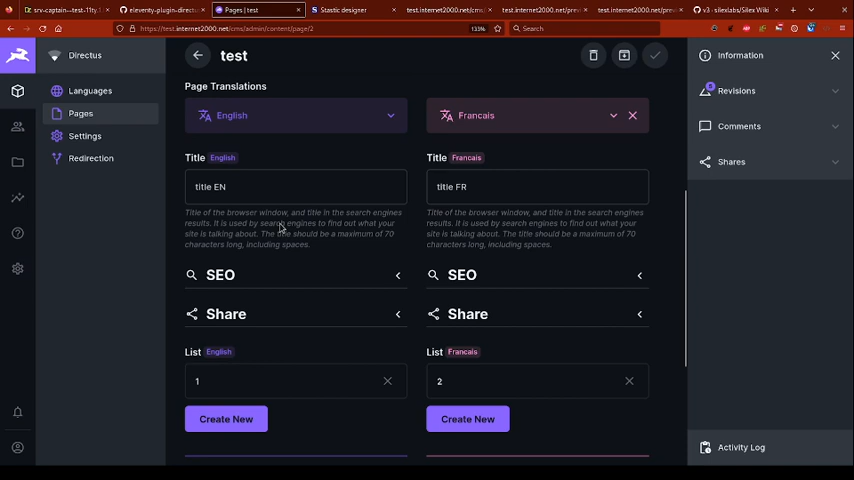 srv-captain--test-11ty.1
eleventy-plugin-direct
Pages | test
Stastic designer
test.internet2000.net/cm
test.internet2000.net/prev
test.internet2000.net/prev
v3 · silexlabs/Silex Wiki
https://test.internet2000.net/cms/admin/content/page/2
133%
Search
Directus
test
Information
Page Translations
Languages
English
Francais
Revisions
8
Pages
Comments
Settings
Title English
Title Francais
Redirection
Shares
title EN
title FR
Title of the browser window, and title in the search engines
results. It is used by search engines to find out what your
site is talking about. The title should be a maximum of 70
characters long, including spaces.
Title of the browser window, and title in the search engines
results. It is used by search engines to find out what your
site is talking about. The title should be a maximum of 70
characters long, including spaces.
SEO
SEO
Share
Share
List English
List Francais
1
2
Create New
Create New
Activity Log